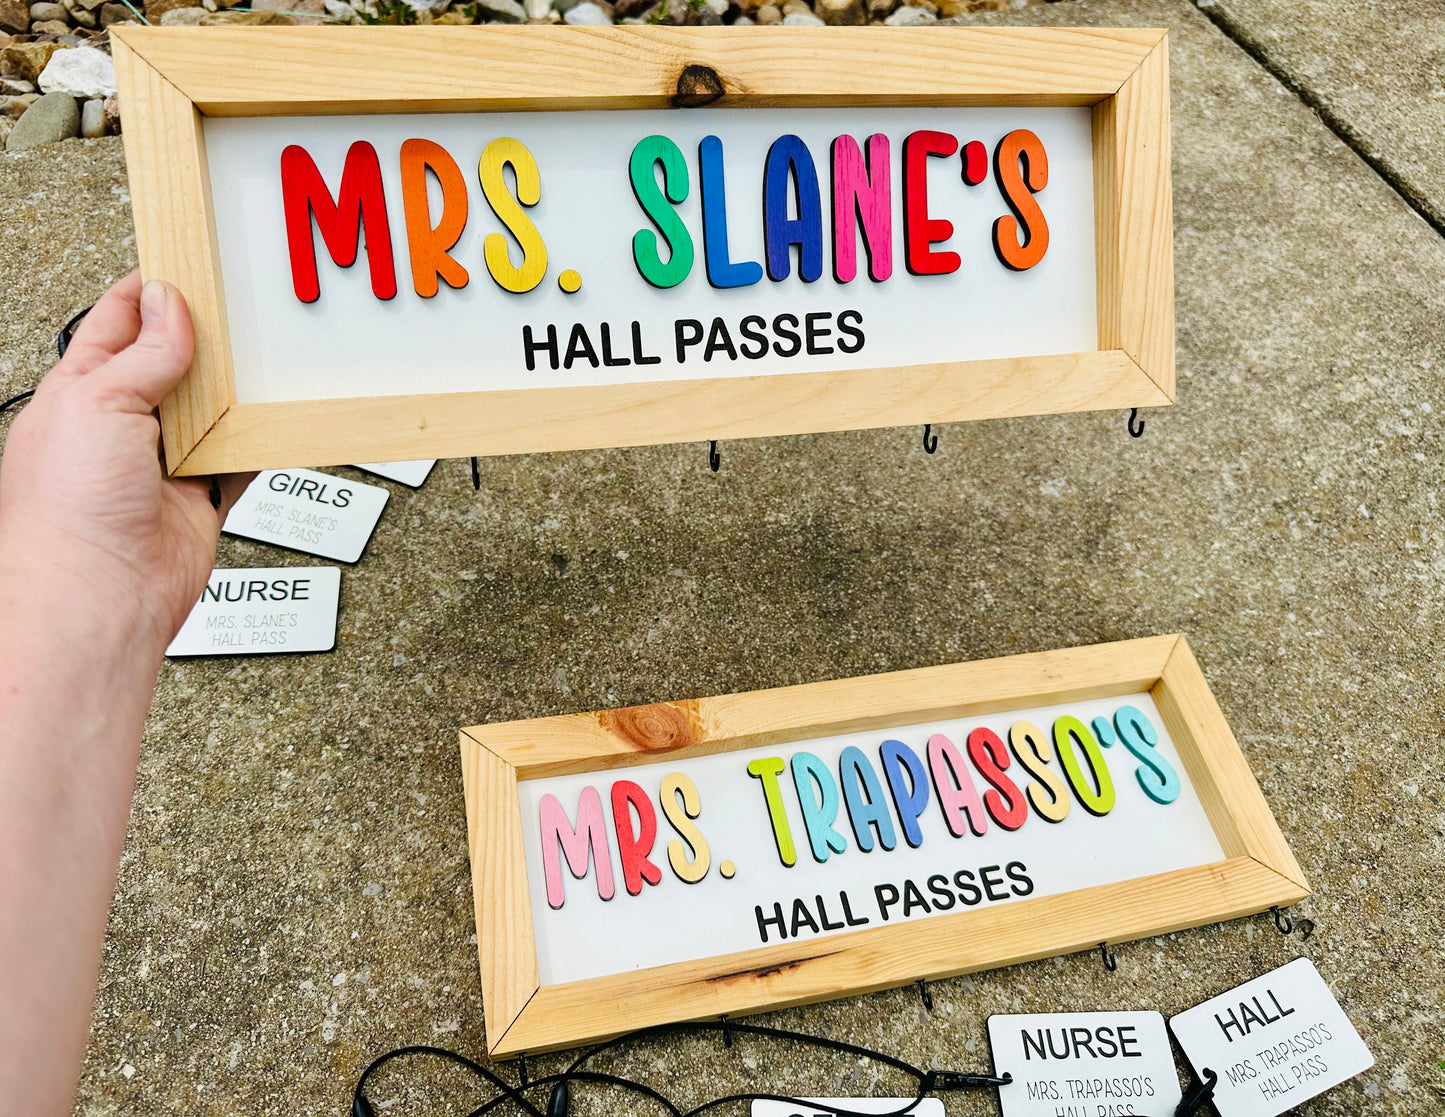 MRS. SLANE'S
HALL PASSES
GIRLS
MRS. SLANE'S
HALL PASS
NURSE
MRS. SLANE'S
HALL PASS
MRS. TRAPASSO'S
HALL PASSES
NURSE
MRS. TRAPASSO'S
HALL PASS
HALL
MRS. TRAPASSO'S
HALL PASS